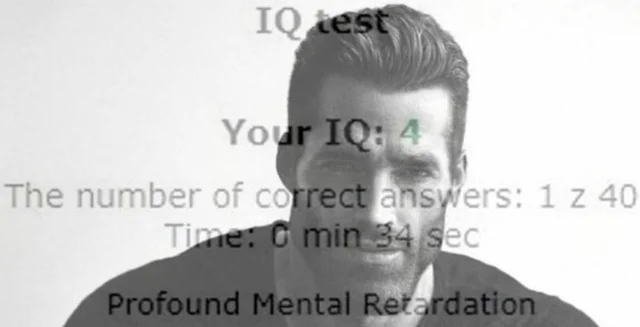 IQ test
Your IQ: 4
The number of correct answers: 1 z 40
Time: 0 min 34 sec
Profound Mental Retardation